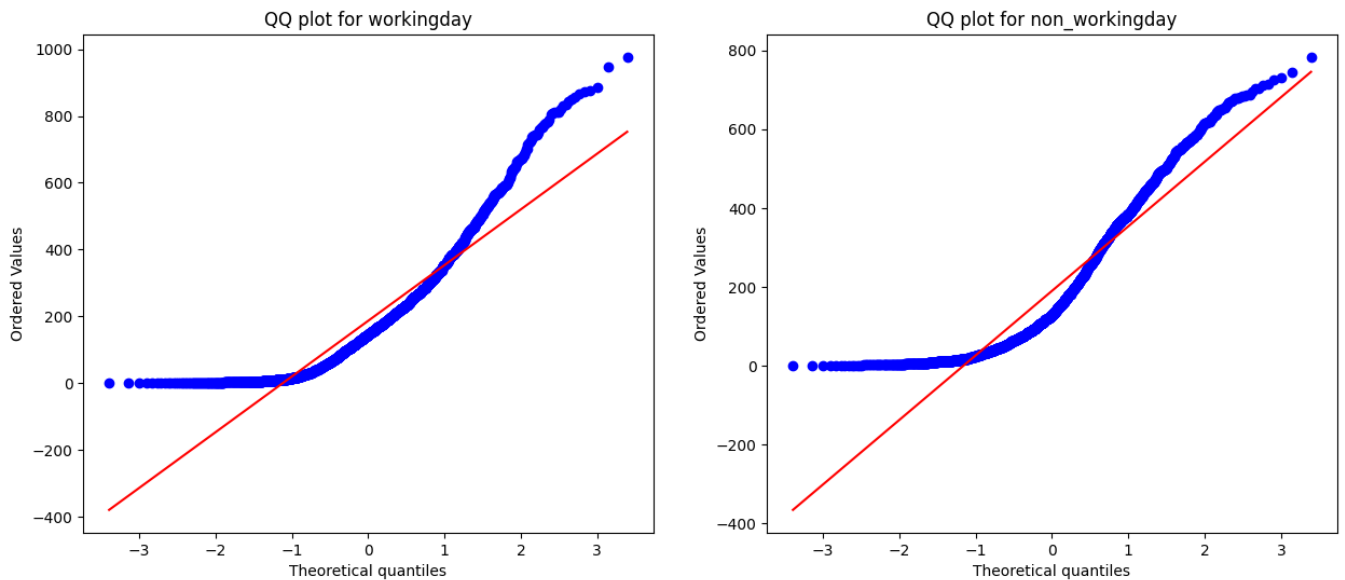 QQ plot for workingday
1000
800
600
400
200
0
−200
−400
−3 −2 −1 0 1 2 3
Ordered Values
Theoretical quantiles
QQ plot for non_workingday
800
600
400
200
0
−200
−400
−3 −2 −1 0 1 2 3
Ordered Values
Theoretical quantiles